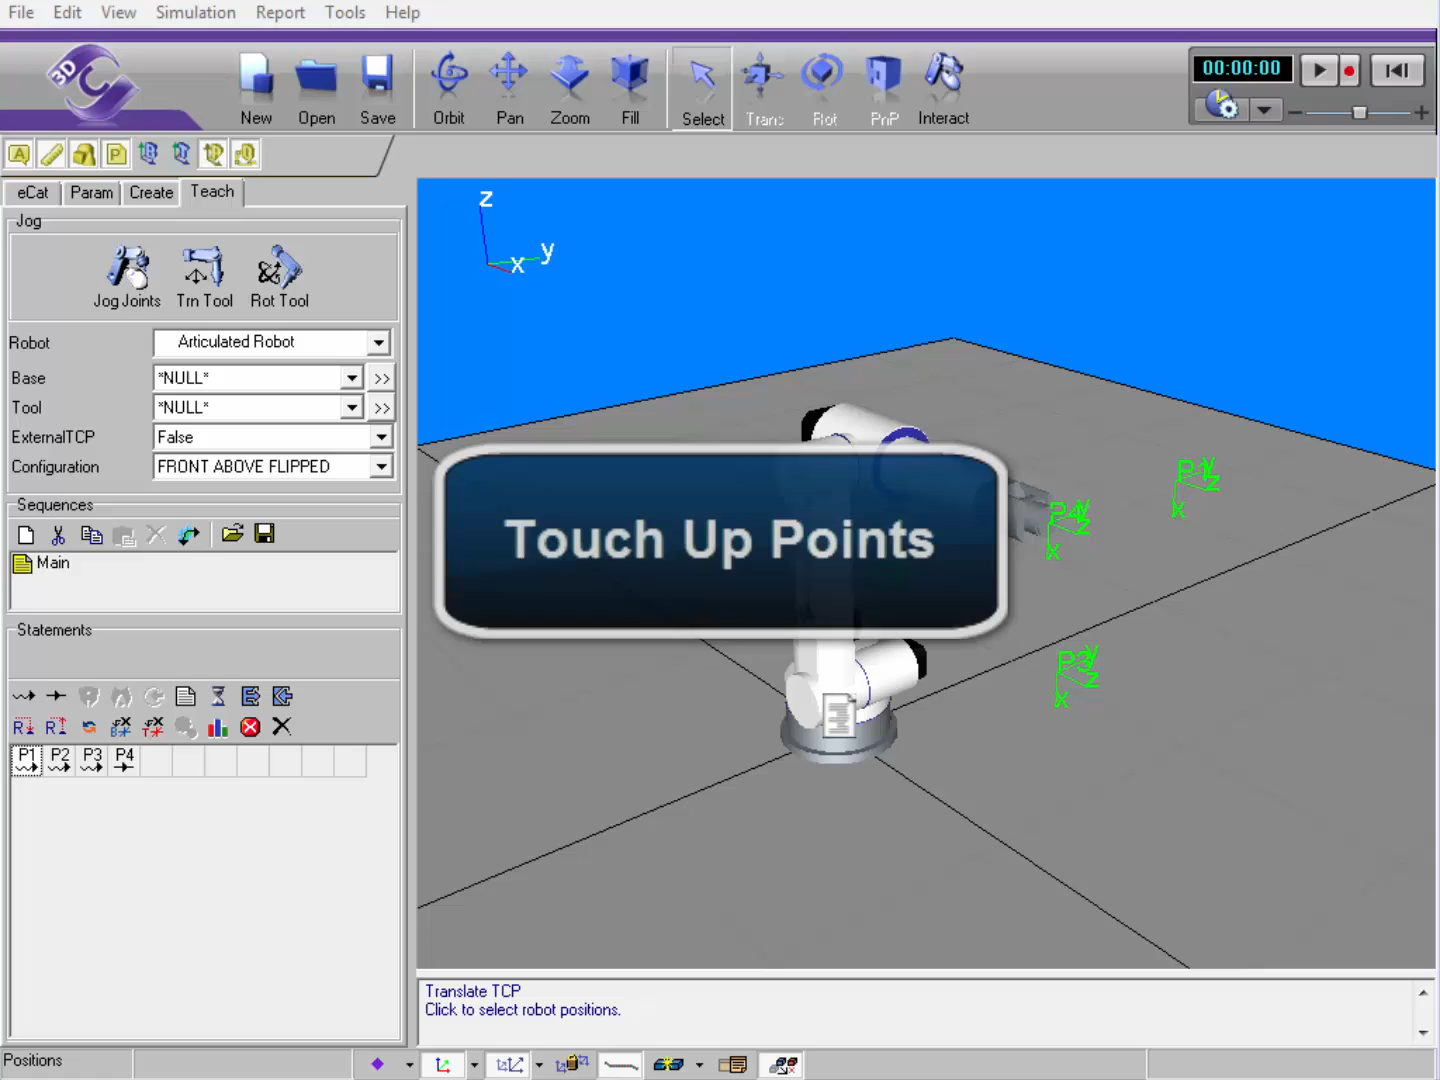 File Edit View Simulation Report Tools Help
3D C
New Open Save Orbit Pan Zoom Fill Select Trans Rot PnP Interact
00:00:00
A P
eCat Param Create Teach
Jog
Jog Joints Trn Tool Rot Tool
Robot Articulated Robot
Base *NULL* >>
Tool *NULL* >>
ExternalTCP False
Configuration FRONT ABOVE FLIPPED
Sequences
Main
Statements
P1 P2 P3 P4
z
y
x
Touch Up Points
P4 z x
z x
P3 y z x
Translate TCP
Click to select robot positions.
Positions